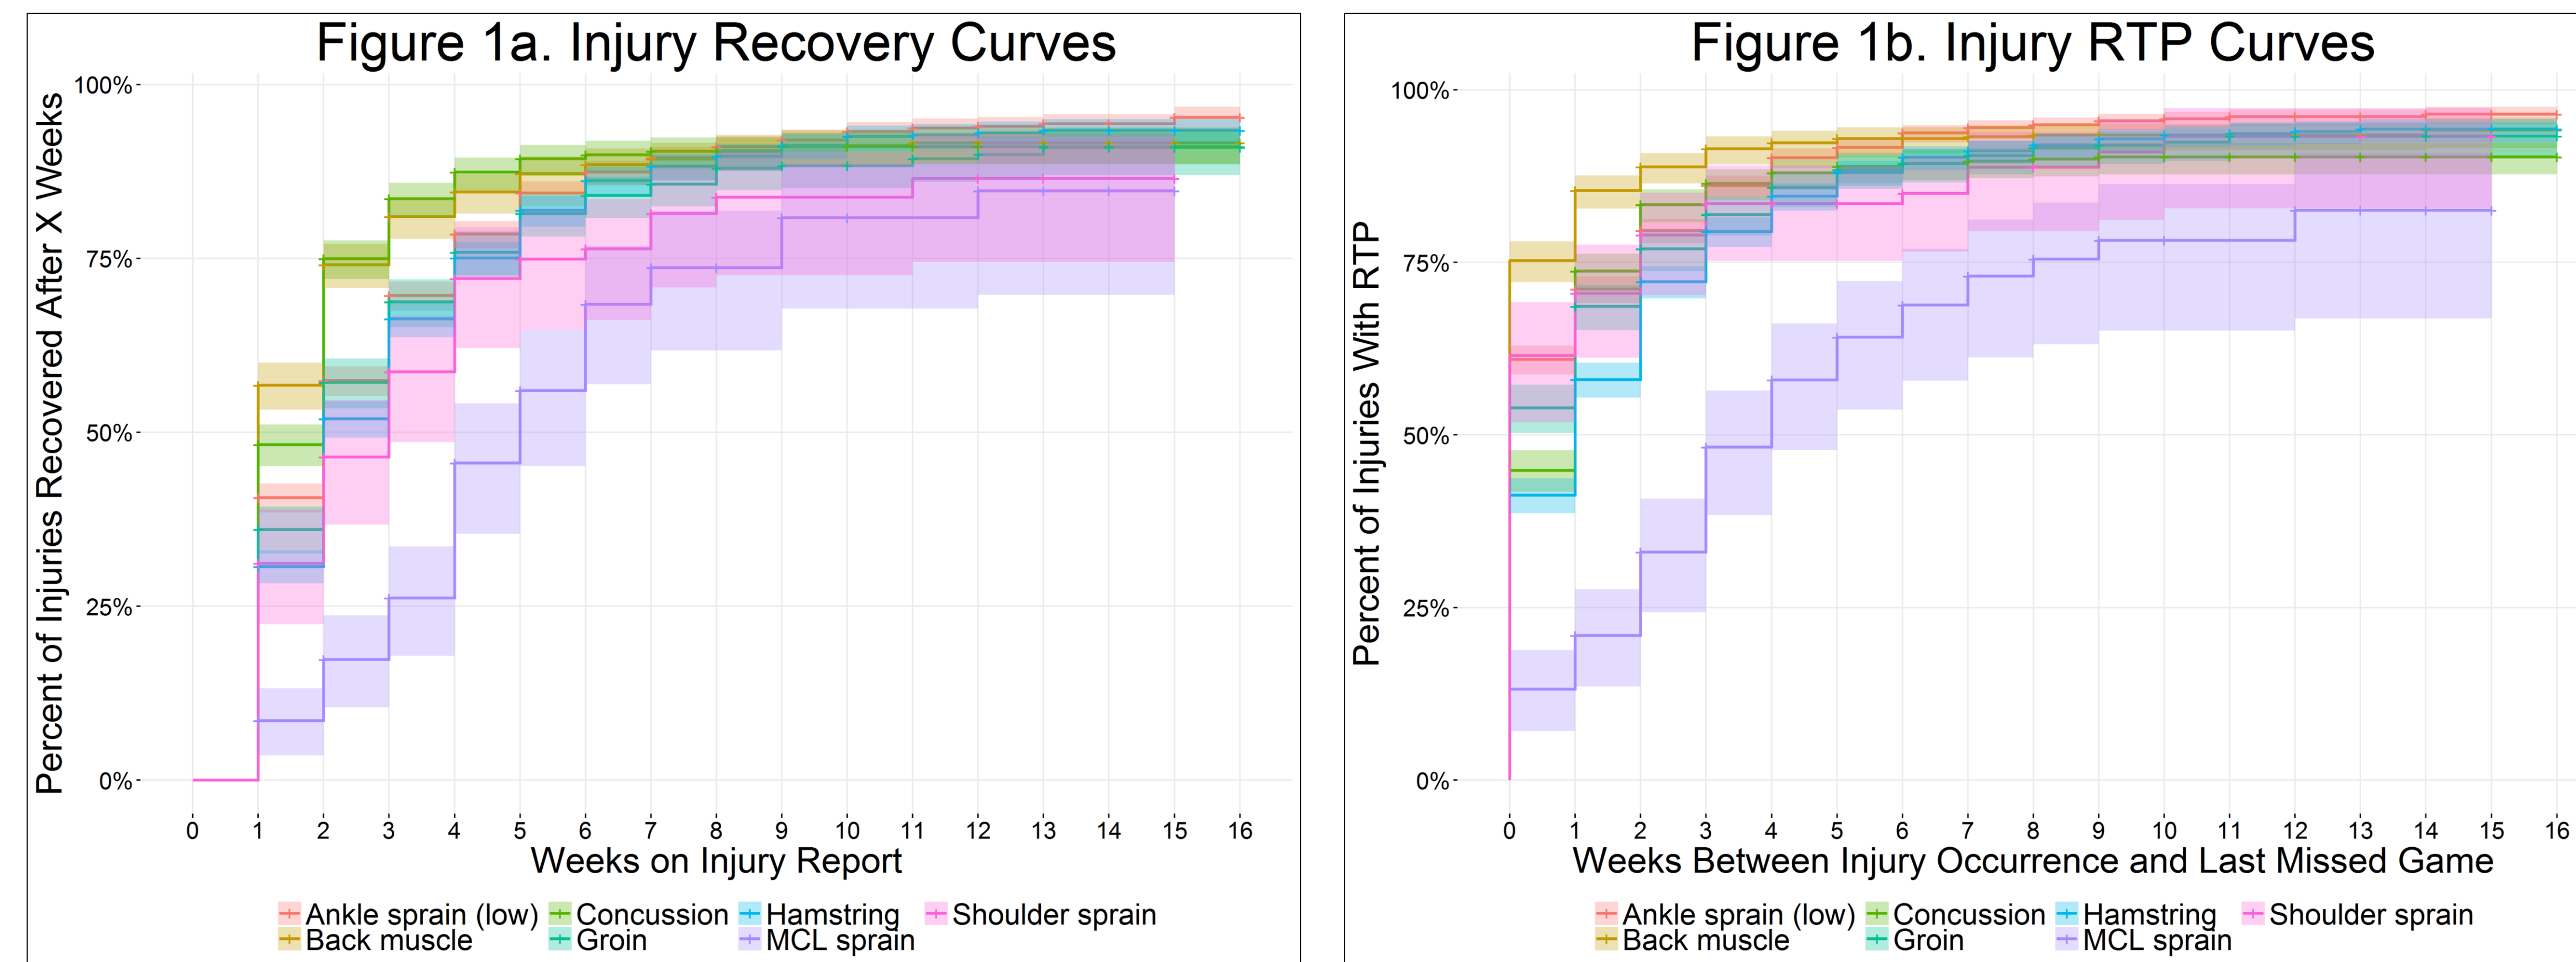 Figure 1a. Injury Recovery Curves
Percent of Injuries Recovered After X Weeks
100%
75%
50%
25%
0%
0 1 2 3 4 5 6 7 8 9 10 11 12 13 14 15 16
Weeks on Injury Report
Ankle sprain (low) Concussion Hamstring Shoulder sprain
Back muscle Groin MCL sprain
Figure 1b. Injury RTP Curves
Percent of Injuries With RTP
100%
75%
50%
25%
0%
0 1 2 3 4 5 6 7 8 9 10 11 12 13 14 15 16
Weeks Between Injury Occurrence and Last Missed Game
Ankle sprain (low) Concussion Hamstring Shoulder sprain
Back muscle Groin MCL sprain